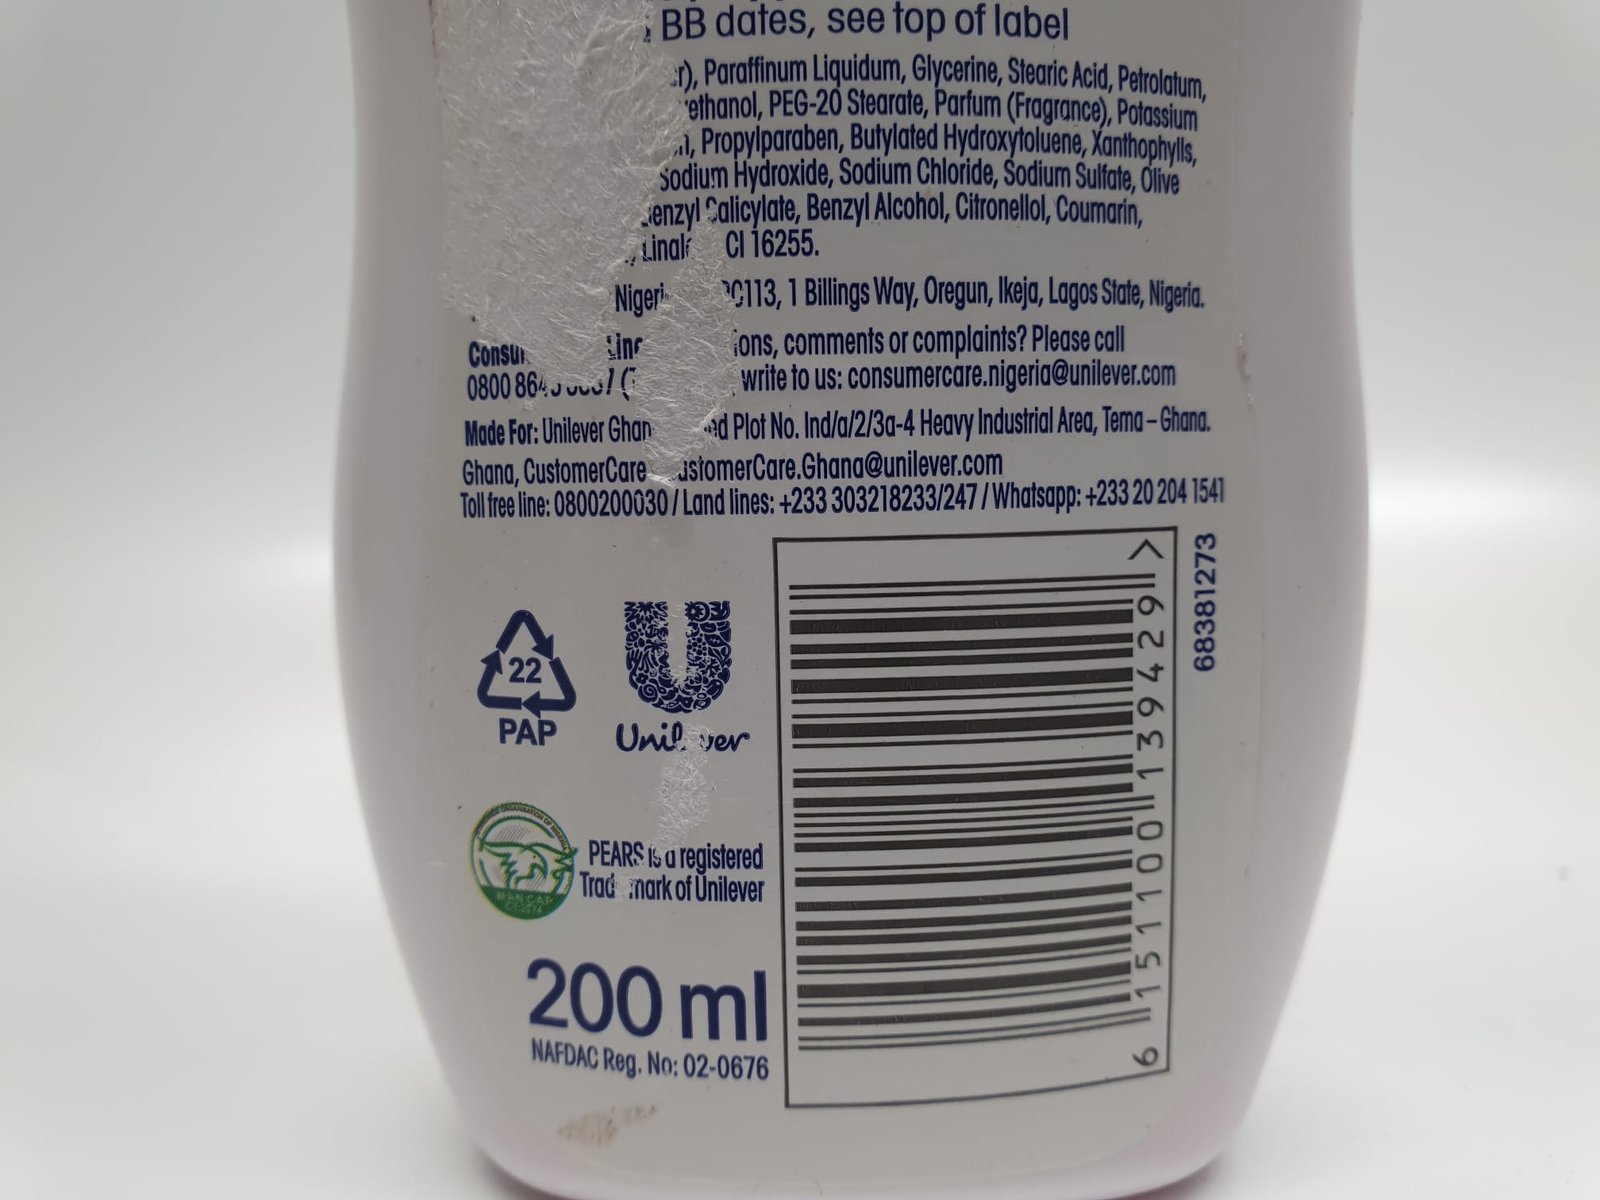 BB dates, see top of label
Paraffinum Liquidum, Glycerine, Stearic Acid, Petrolatum,
PEG-20 Stearate, Parfum (Fragrance), Potassium
Propylparaben, Butylated Hydroxytoluene, Xanthophylls,
Sodium Hydroxide, Sodium Chloride, Sodium Sulfate, Olive
Benzyl Salicylate, Benzyl Alcohol, Citronellol, Coumarin,
CI 16255.
1 Billings Way, Oregun, Ikeja, Lagos State, Nigeria.
comments or complaints? Please call
0800 write to us: consumercare.nigeria@unilever.com
Made For: Unilever Plot No. Ind/a/2/3a-4 Heavy Industrial Area, Tema – Ghana.
Ghana, CustomerCare CustomerCare.Ghana@unilever.com
Toll free line: 0800200030 / Land lines: +233 303218233/247 / Whatsapp: +233 20 204 1541
68381273
22
PAP
Unilever
PEARS is a registered
Trademark of Unilever
200 ml
NAFDAC Reg. No: 02-0676
6 151100 139429 >